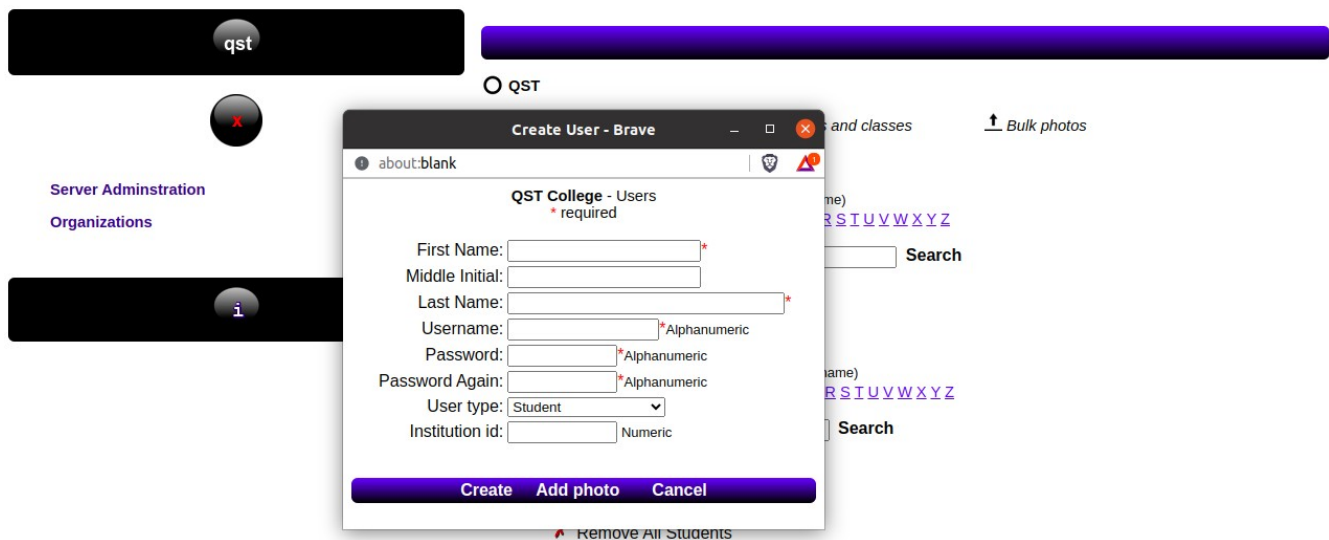 qst
x
Server Adminstration
Organizations
i
QST
and classes
Bulk photos
R S T U V W X Y Z
Search
R S T U V W X Y Z
Search
Remove All Students
Create User - Brave
about:blank
1
QST College - Users
* required
First Name: *
Middle Initial:
Last Name: *
Username: *Alphanumeric
Password: *Alphanumeric
Password Again: *Alphanumeric
User type: Student
Institution id: Numeric
Create Add photo Cancel